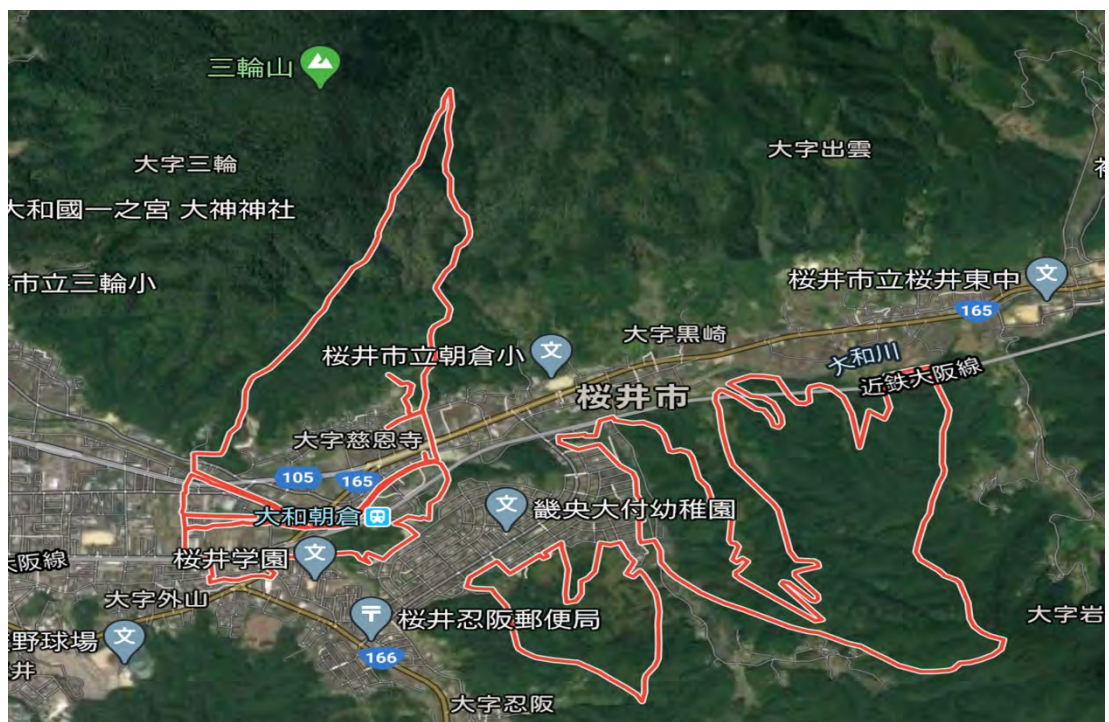 三輪山
大字三輪
大字出雲
大和國一之宮 大神神社
市立三輪小
桜井市立桜井東中
165
大字黒崎
桜井市立朝倉小
大和川
近鉄大阪線
桜井市
大字慈恩寺
105
165
大和朝倉
畿央大付幼稚園
大阪線
桜井学園
大字外山
大字岩
桜井忍阪郵便局
野球場
井
166
大字忍阪